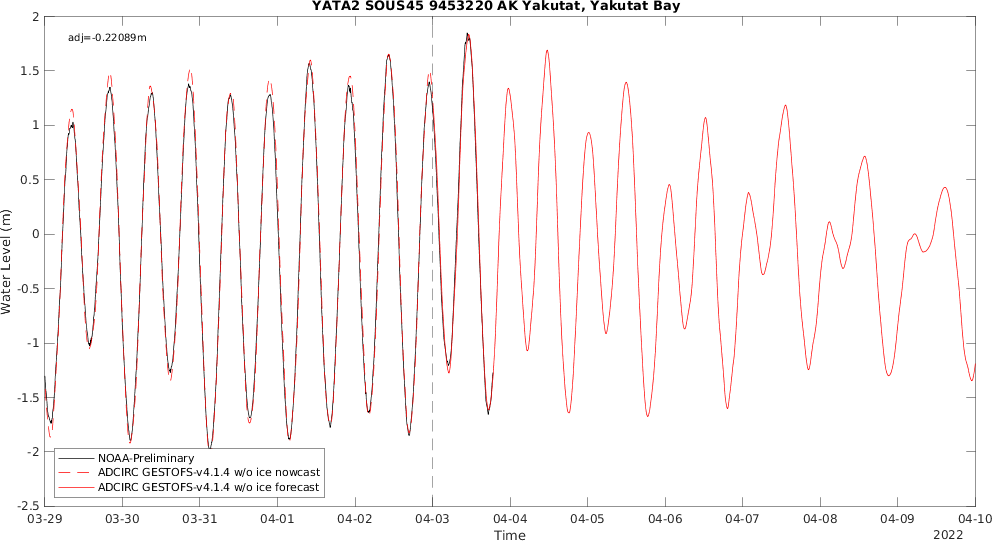 YATA2 SOUS45 9453220 AK Yakutat, Yakutat Bay
adj=-0.22089m
2
1.5
1
0.5
0
-0.5
-1
-1.5
-2
-2.5
Water Level (m)
NOAA-Preliminary
ADCIRC GESTOFS-v4.1.4 w/o ice nowcast
ADCIRC GESTOFS-v4.1.4 w/o ice forecast
03-29 03-30 03-31 04-01 04-02 04-03 04-04 04-05 04-06 04-07 04-08 04-09 04-10
Time
2022